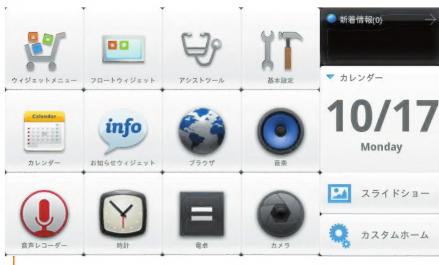 新着情報(0)
ウィジェットメニュー
フロートウィジェット
アシストツール
基本設定
カレンダー
10/17
Monday
Calendar
info
カレンダー
お知らせウィジェット
ブラウザ
音楽
スライドショー
音声レコーダー
時計
電卓
カメラ
カスタムホーム